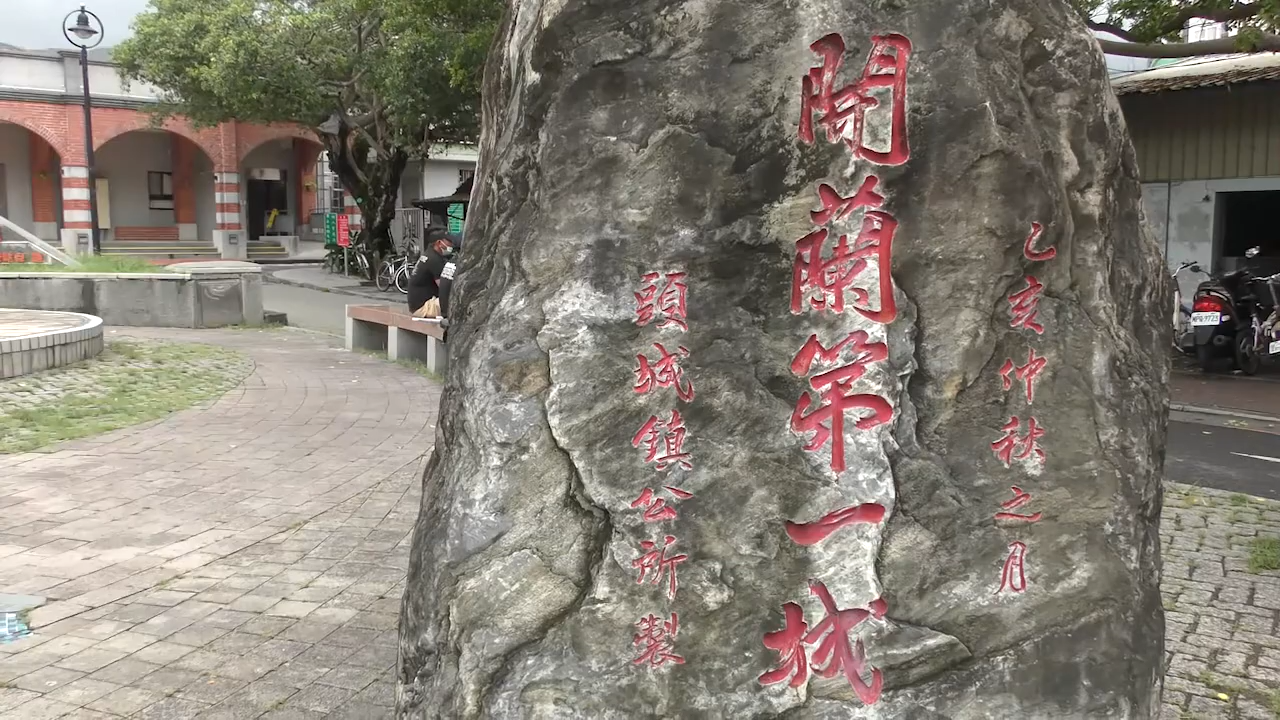 乙亥仲秋之月
開蘭第一城
頭城鎮公所製